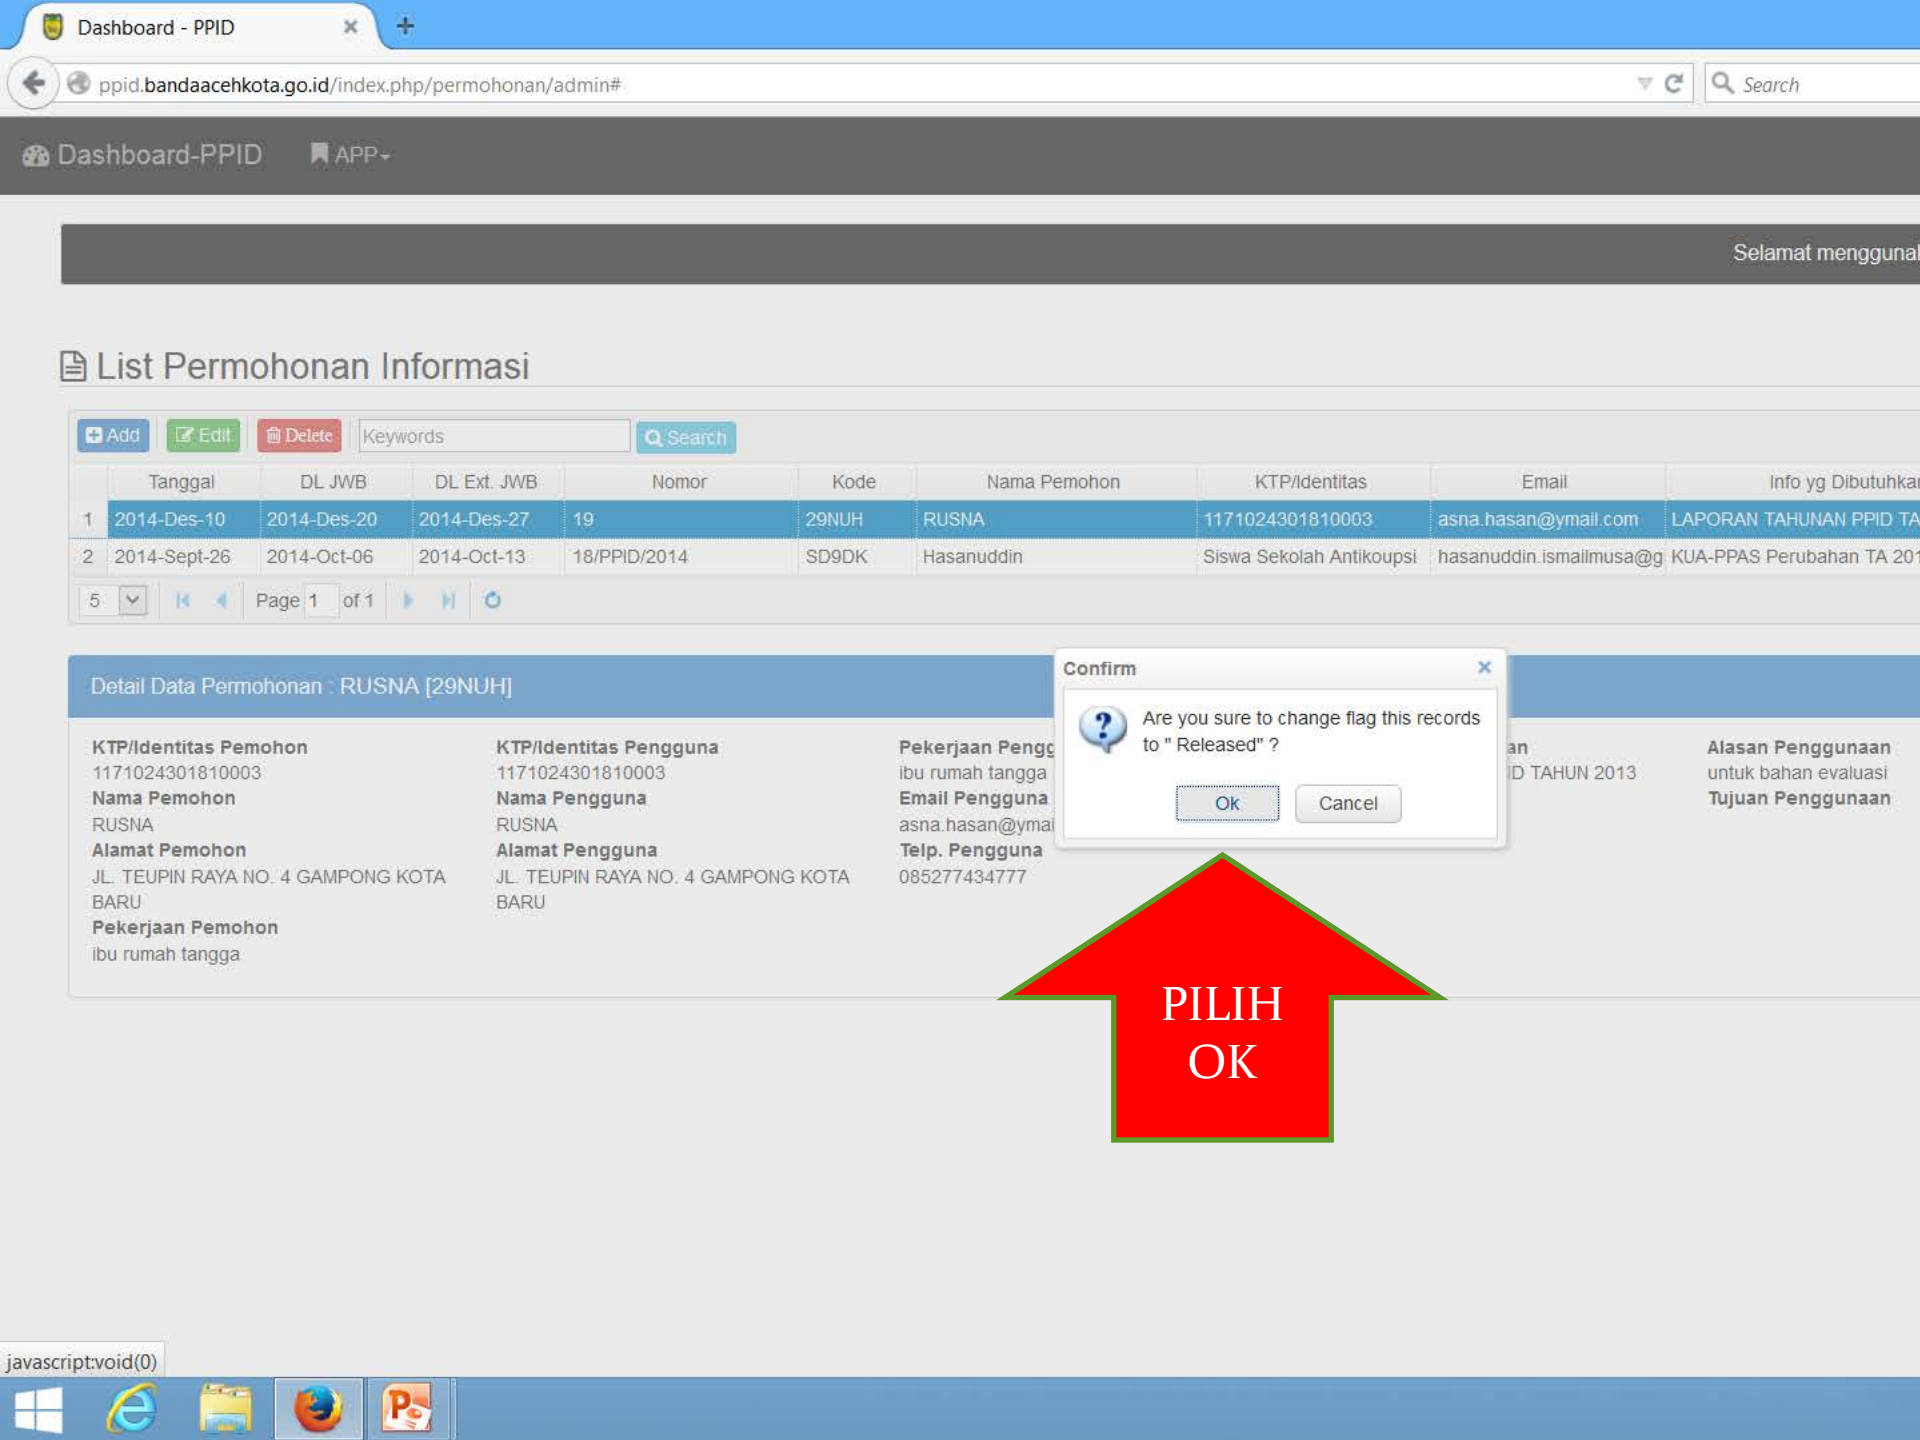 Dashboard - PPID
ppid.bandaacehkota.go.id/index.php/permohonan/admin#
Search
Dashboard-PPID APP
Selamat menggunal
List Permohonan Informasi
Add Edit Delete Keywords Search
Tanggal DL JWB DL Ext. JWB Nomor Kode Nama Pemohon KTP/Identitas Email Info yg Dibutuhkan
1 2014-Des-10 2014-Des-20 2014-Des-27 19 29NUH RUSNA 1171024301810003 asna.hasan@ymail.com LAPORAN TAHUNAN PPID TA
2 2014-Sept-26 2014-Oct-06 2014-Oct-13 18/PPID/2014 SD9DK Hasanuddin Siswa Sekolah Antikoupsi hasanuddin.ismailmusa@g KUA-PPAS Perubahan TA 201
5 Page 1 of 1
Detail Data Permohonan : RUSNA [29NUH]
KTP/Identitas Pemohon
1171024301810003
Nama Pemohon
RUSNA
Alamat Pemohon
JL. TEUPIN RAYA NO. 4 GAMPONG KOTA
BARU
Pekerjaan Pemohon
ibu rumah tangga
KTP/Identitas Pengguna
1171024301810003
Nama Pengguna
RUSNA
Alamat Pengguna
JL. TEUPIN RAYA NO. 4 GAMPONG KOTA
BARU
Pekerjaan Pengg
ibu rumah tangga
Email Pengguna
asna.hasan@ymai
Telp. Pengguna
085277434777
Confirm
Are you sure to change flag this records
to " Released" ?
Ok Cancel
an
ID TAHUN 2013
Alasan Penggunaan
untuk bahan evaluasi
Tujuan Penggunaan
PILIH
OK
javascript:void(0)